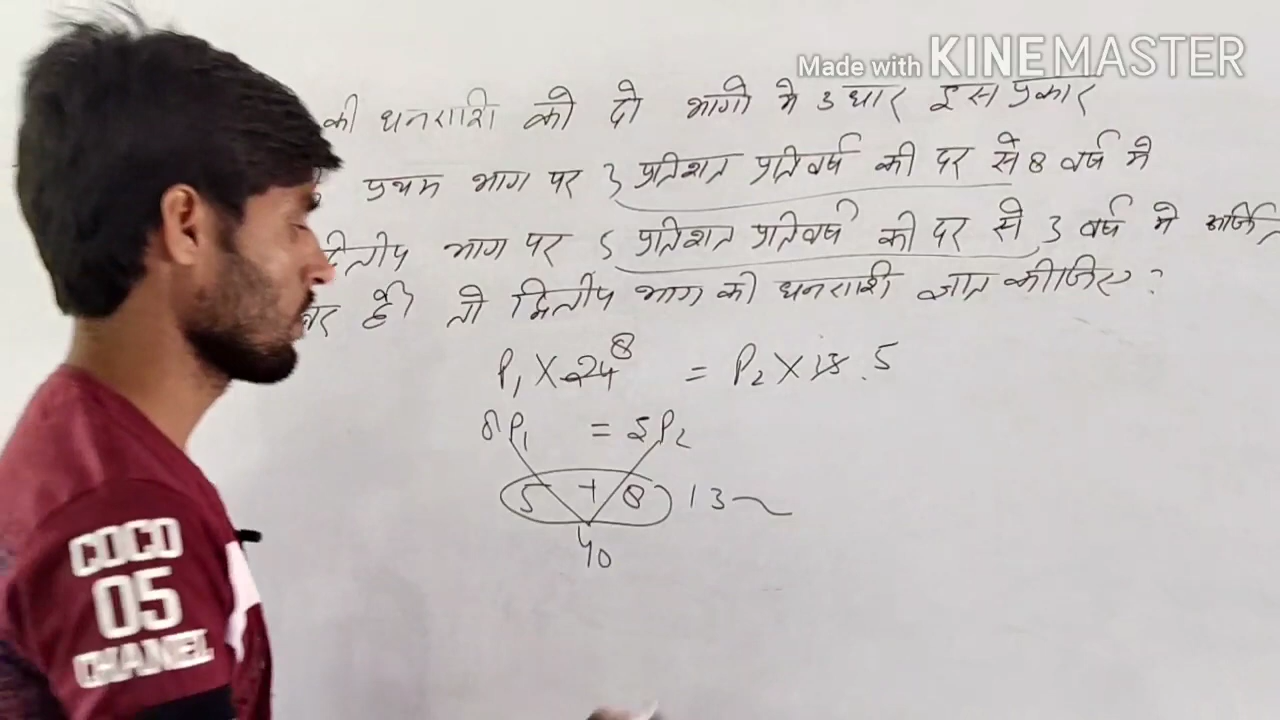 Made with KINEMASTER
की धनराशी को दो भागो मे उधार इस प्रकार
प्रथम भाग पर 3 प्रतिशत प्रतिवर्ष की दर से 8 वर्ष मे
भाग पर 5 प्रतिशत प्रतिवर्ष की दर से 3 वर्ष मे
हो तो द्वितीय भाग की धनराशी ज्ञात कीजिए ?
P₁ X 24 8 = P₂ X 15 . 5
8P₁ = 5P₂
5 + 8 13
40
COCO
05
CHANEL